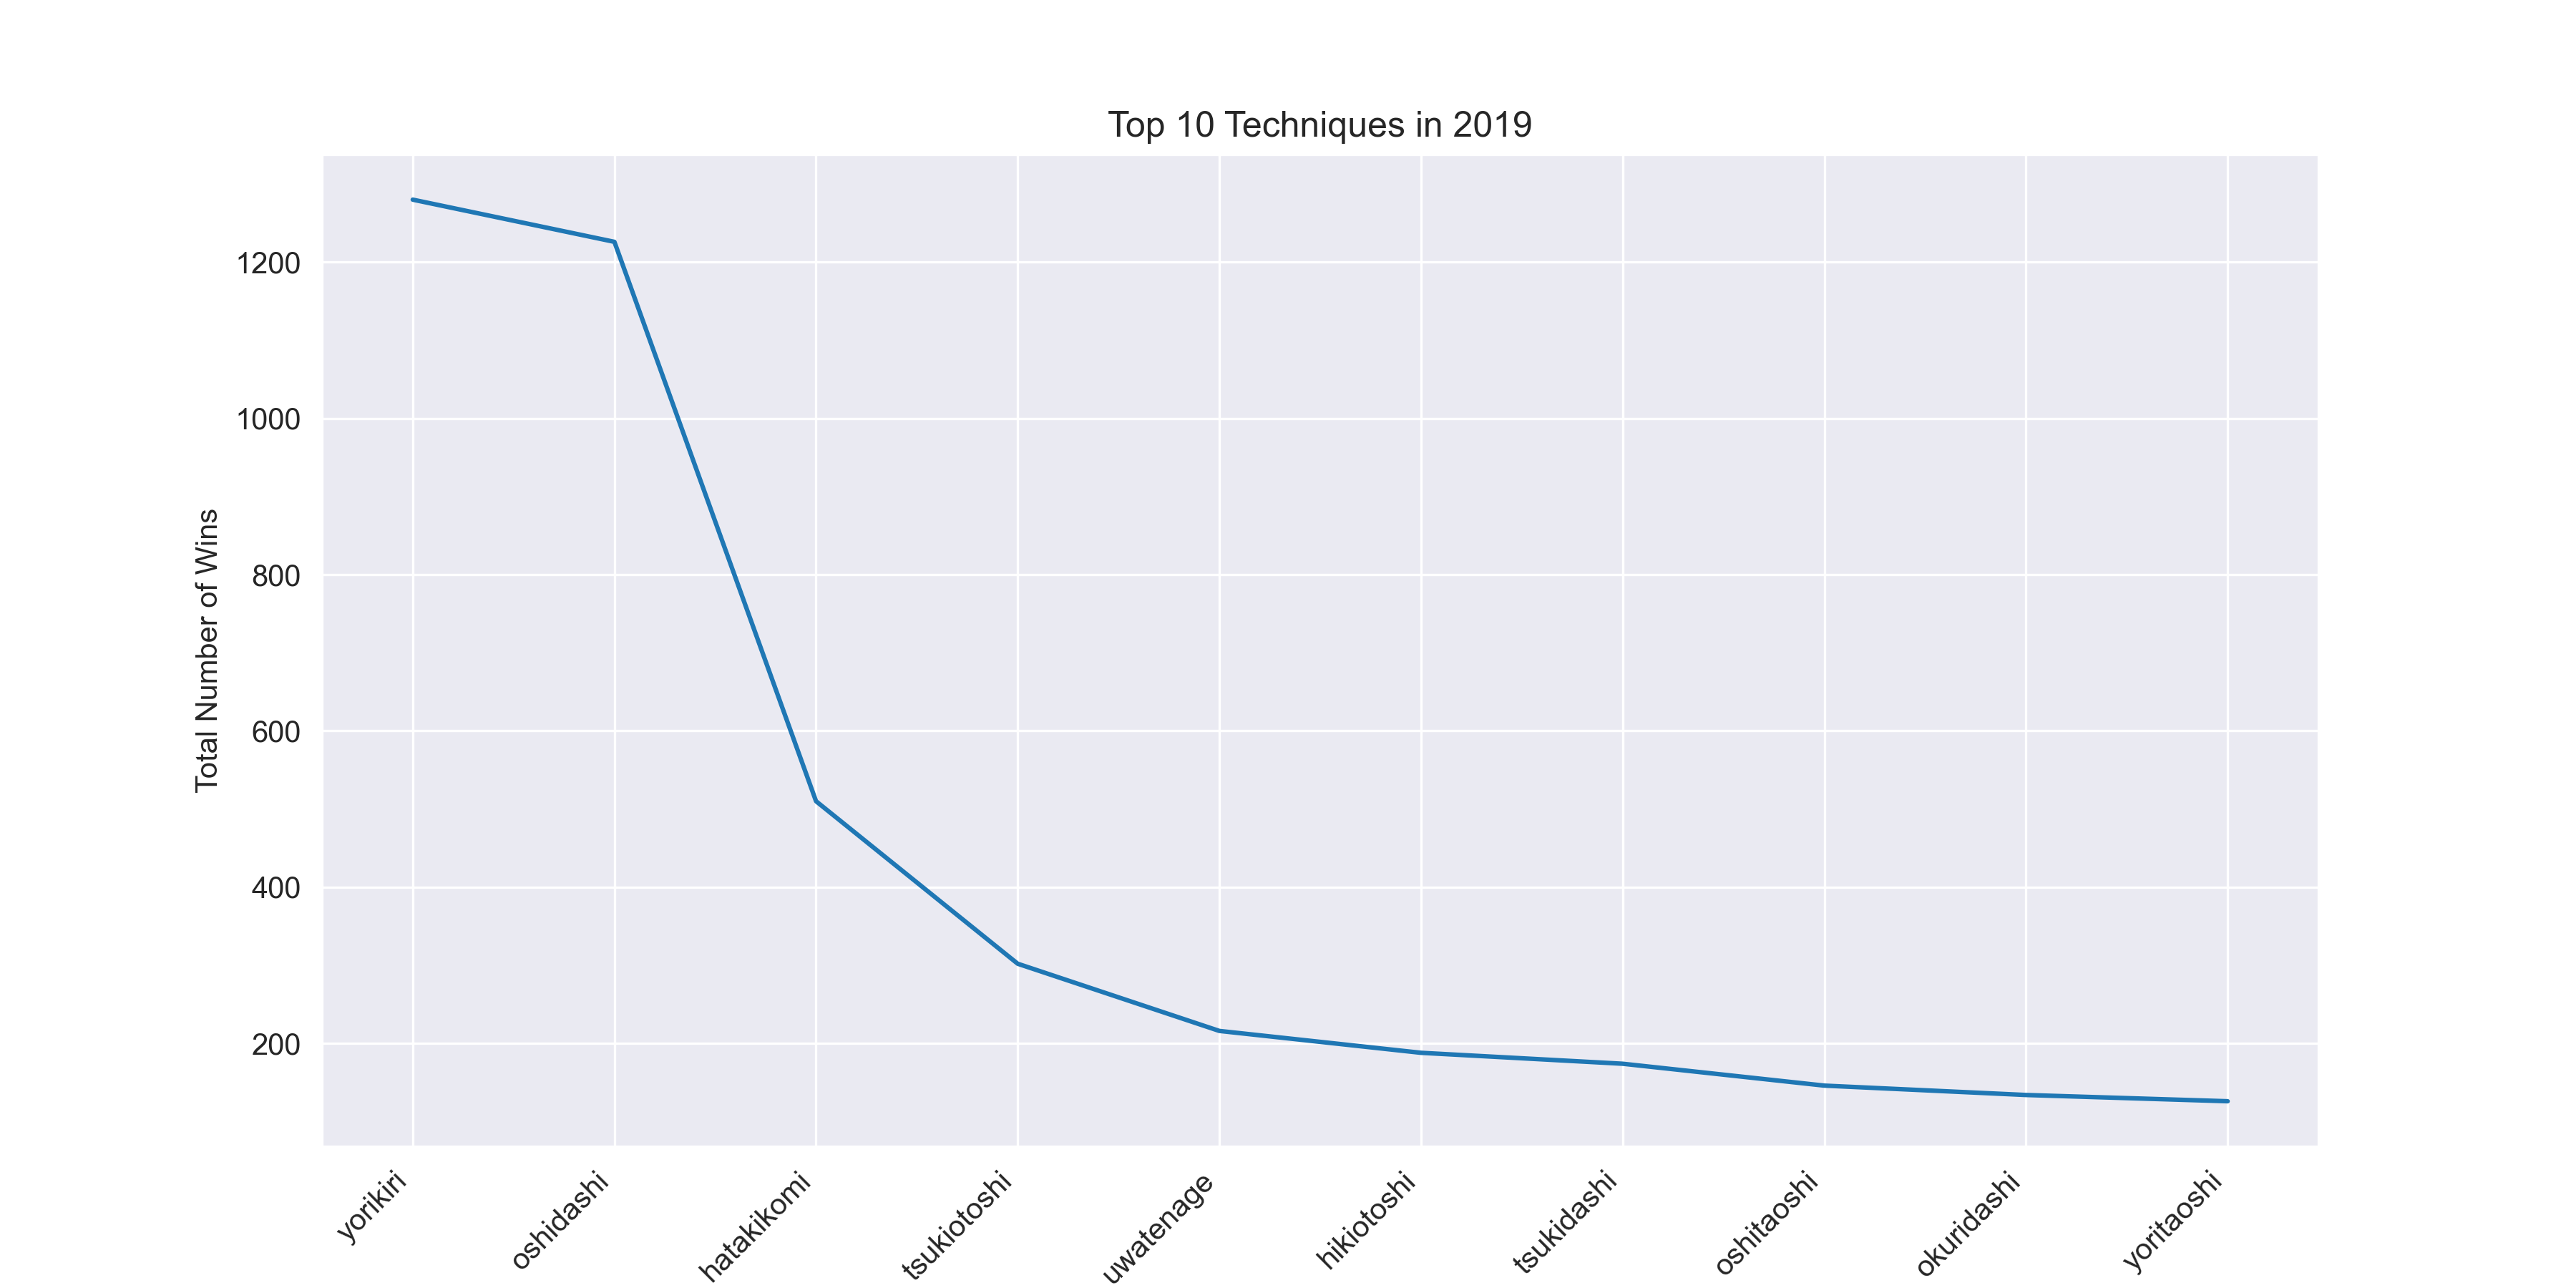 Top 10 Techniques in 2019
Total Number of Wins
1200
1000
800
600
400
200
yorikiri
oshidashi
hatakikomi
tsukiotoshi
uwatenage
hikiotoshi
tsukidashi
oshitaoshi
okuridashi
yoritaoshi